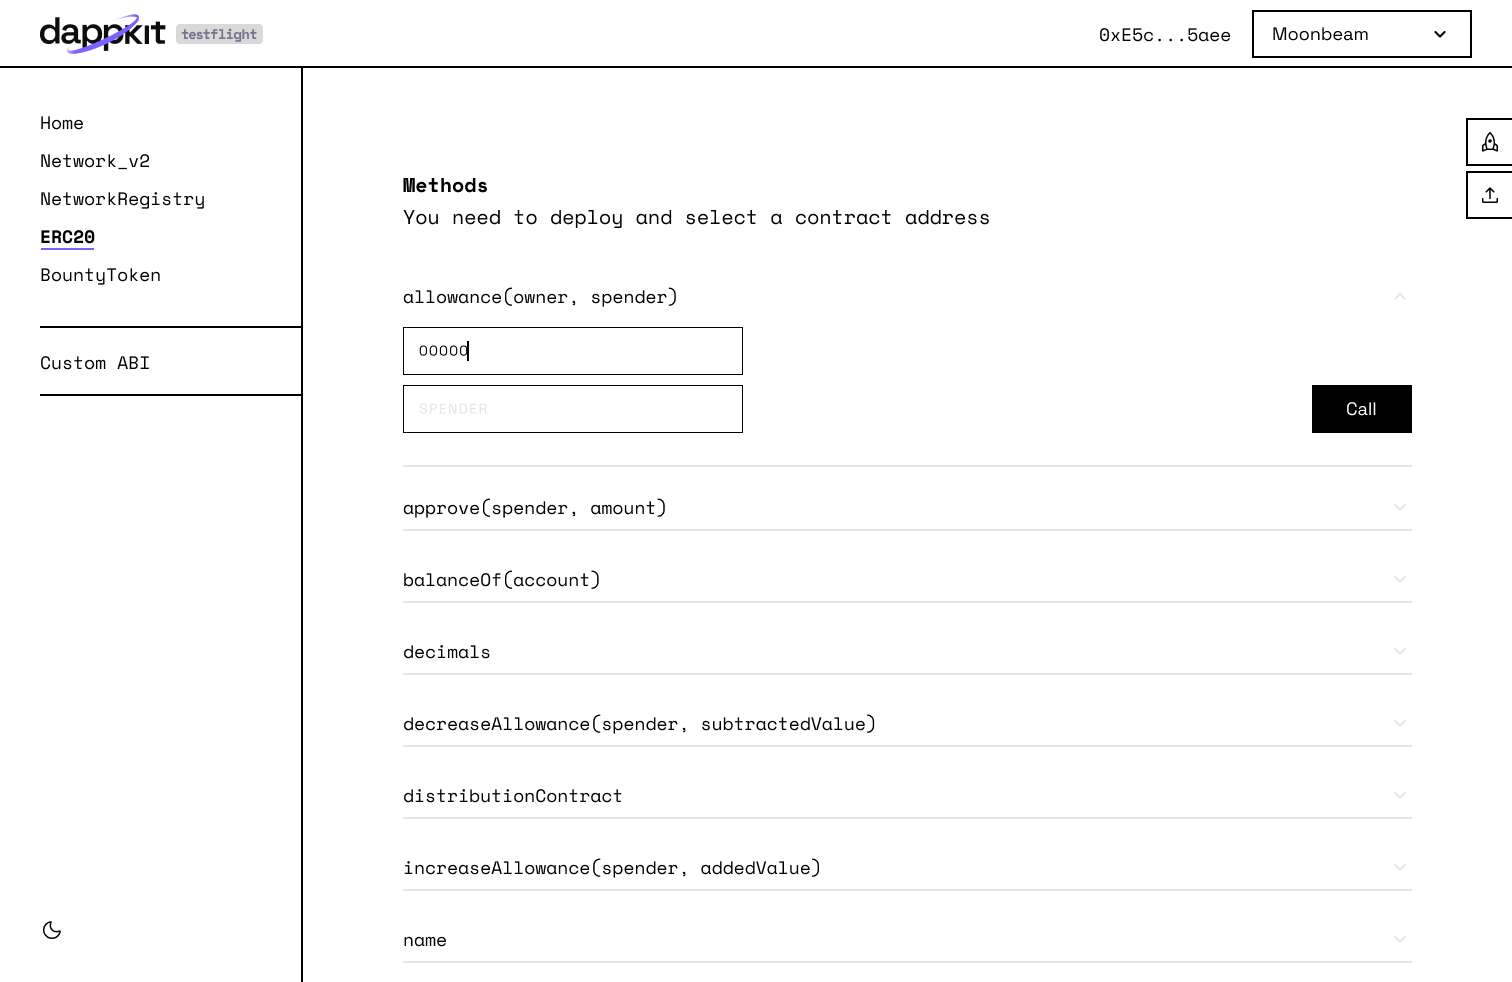 dappkit testflight
0xE5c...5aee
Moonbeam
Home
Network_v2
NetworkRegistry
ERC20
BountyToken
Custom ABI
Methods
You need to deploy and select a contract address
allowance(owner, spender)
00000
SPENDER
Call
approve(spender, amount)
balanceOf(account)
decimals
decreaseAllowance(spender, subtractedValue)
distributionContract
increaseAllowance(spender, addedValue)
name